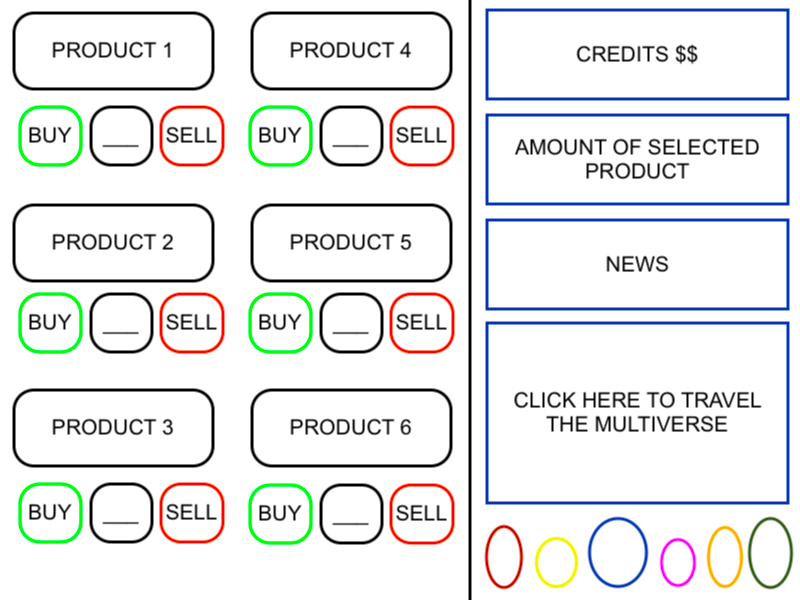 PRODUCT 1
PRODUCT 4
BUY ___ SELL
BUY ___ SELL
PRODUCT 2
PRODUCT 5
BUY ___ SELL
BUY ___ SELL
PRODUCT 3
PRODUCT 6
BUY ___ SELL
BUY ___ SELL
CREDITS $$
AMOUNT OF SELECTED
PRODUCT
NEWS
CLICK HERE TO TRAVEL
THE MULTIVERSE